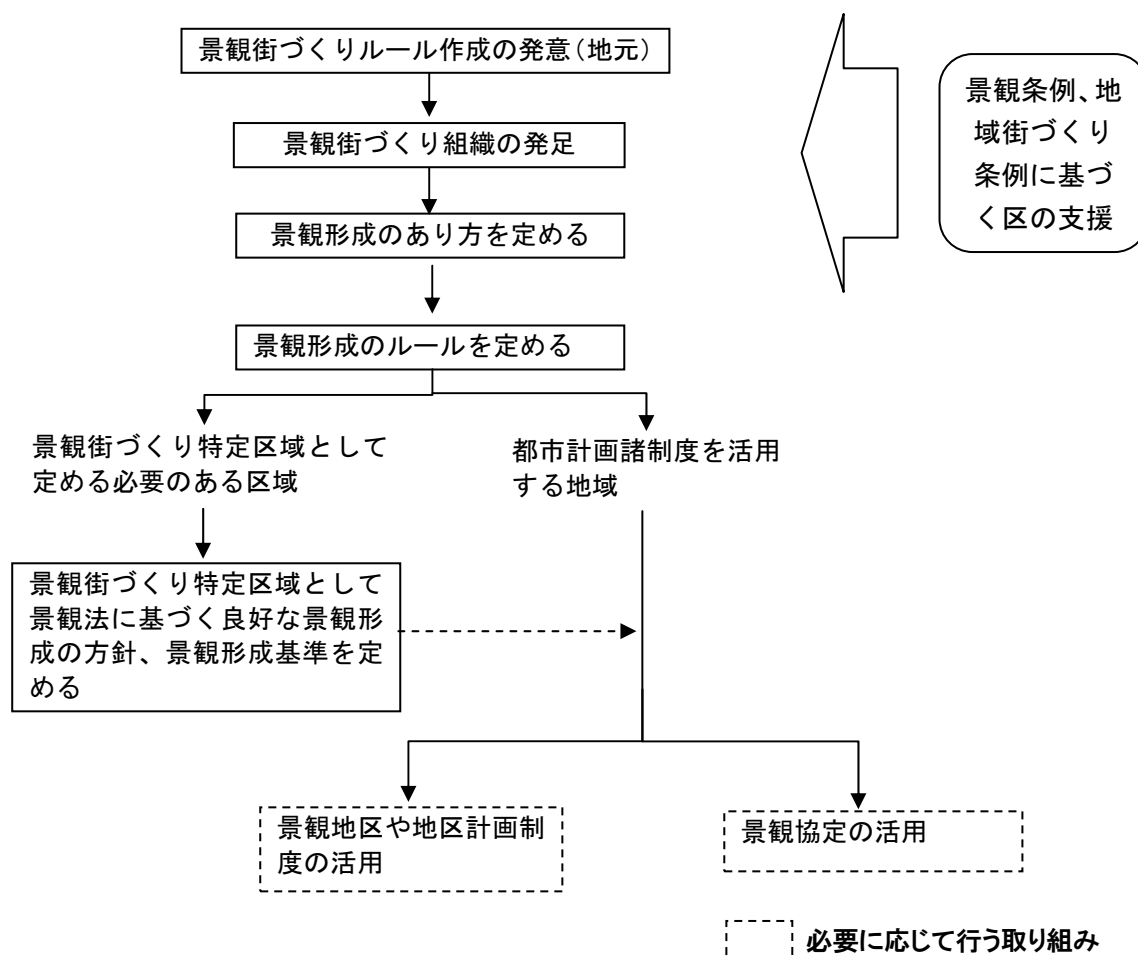 景観街づくりルール作成の発意（地元）
景観街づくり組織の発足
景観形成のあり方を定める
景観形成のルールを定める
景観条例、地
域街づくり
条例に基づ
く区の支援
景観街づくり特定区域として
定める必要のある区域
都市計画諸制度を活用
する地域
景観街づくり特定区域として
景観法に基づく良好な景観形
成の方針、景観形成基準を定
める
景観地区や地区計画制
度の活用
景観協定の活用
必要に応じて行う取り組み